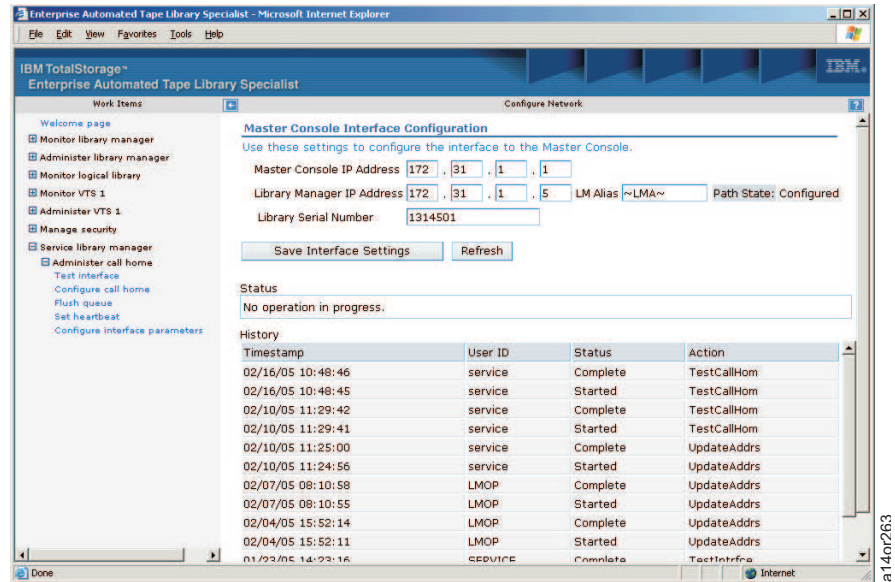 Enterprise Automated Tape Library Specialist - Microsoft Internet Explorer
File Edit View Favorites Tools Help
IBM TotalStorage™
Enterprise Automated Tape Library Specialist
IBM.
Work Items
Configure Network
?
Welcome page
Monitor library manager
Administer library manager
Monitor logical library
Monitor VTS 1
Administer VTS 1
Manage security
Service library manager
Administer call home
Test interface
Configure call home
Flush queue
Set heartbeat
Configure interface parameters
Master Console Interface Configuration
Use these settings to configure the interface to the Master Console.
Master Console IP Address 172 . 31 . 1 . 1
Library Manager IP Address 172 . 31 . 1 . 5 LM Alias ~LMA~ Path State: Configured
Library Serial Number 1314501
Save Interface Settings Refresh
Status
No operation in progress.
History
Timestamp User ID Status Action
02/16/05 10:48:46 service Complete TestCallHom
02/16/05 10:48:45 service Started TestCallHom
02/10/05 11:29:42 service Complete TestCallHom
02/10/05 11:29:41 service Started TestCallHom
02/10/05 11:25:00 service Complete UpdateAddrs
02/10/05 11:24:56 service Started UpdateAddrs
02/07/05 08:10:58 LMOP Complete UpdateAddrs
02/07/05 08:10:55 LMOP Started UpdateAddrs
02/04/05 15:52:14 LMOP Complete UpdateAddrs
02/04/05 15:52:11 LMOP Started UpdateAddrs
01/23/05 14:23:16 SERVICE Complete TestIntrfce
Done
Internet
a14or263